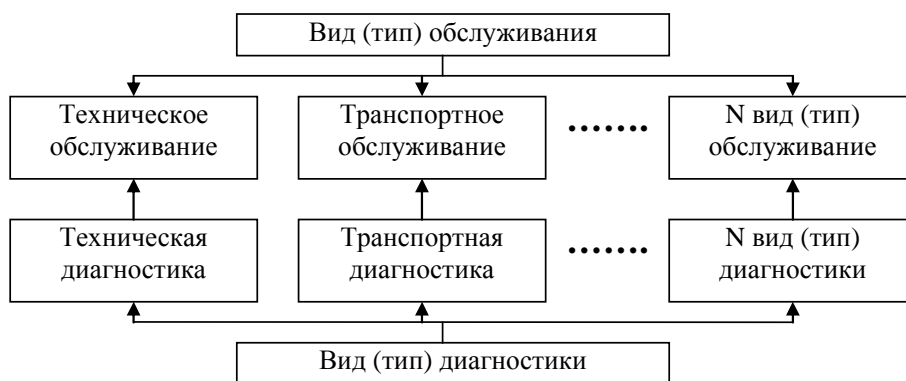 Вид (тип) обслуживания
Техническое
обслуживание
Транспортное
обслуживание
.......
N вид (тип)
обслуживание
Техническая
диагностика
Транспортная
диагностика
.......
N вид (тип)
диагностики
Вид (тип) диагностики